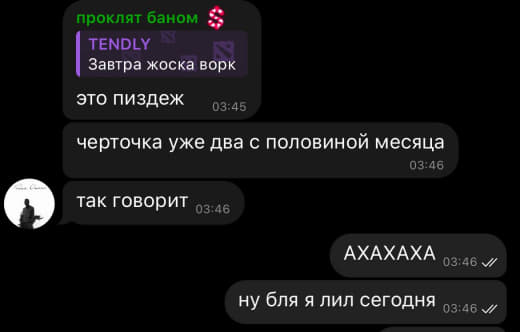 проклят баном
TENDLY
Завтра жоска ворк
это пиздеж 03:45
черточка уже два с половиной месяца
03:46
так говорит 03:46
АХАХАХА 03:46
ну бля я лил сегодня 03:46